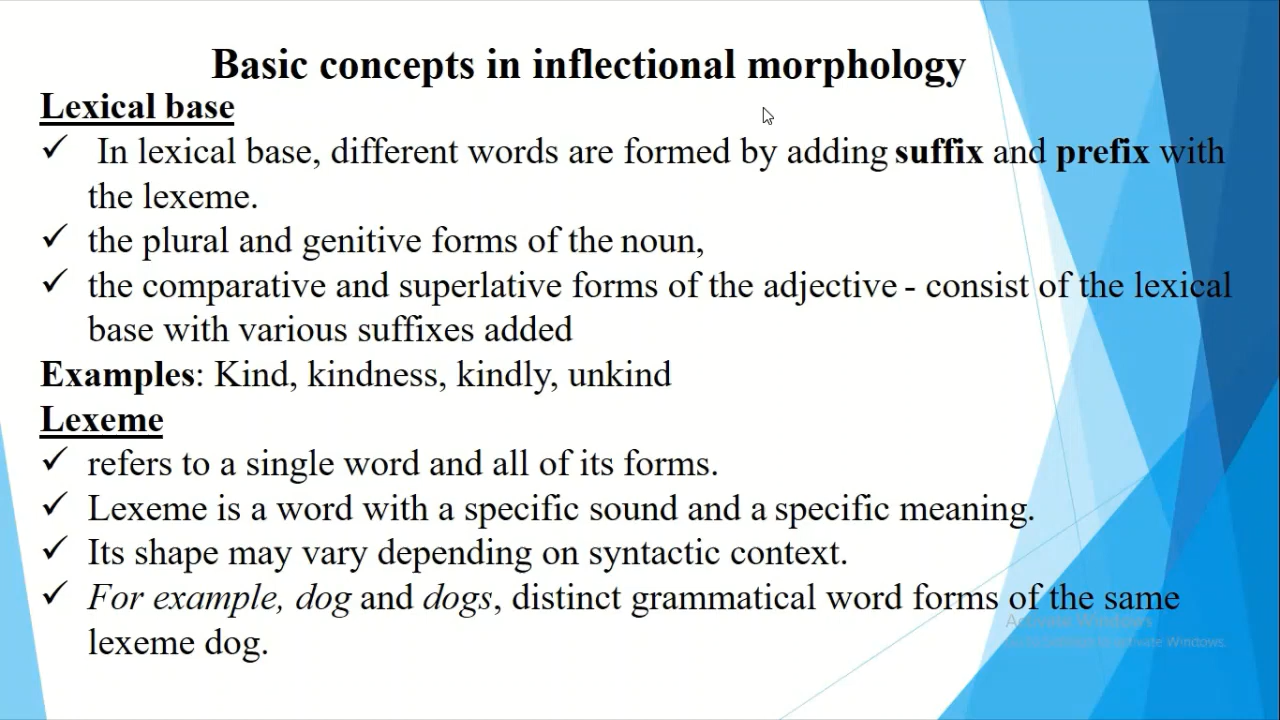 Basic concepts in inflectional morphology
Lexical base
✓ In lexical base, different words are formed by adding suffix and prefix with
the lexeme.
✓ the plural and genitive forms of the noun,
✓ the comparative and superlative forms of the adjective - consist of the lexical
base with various suffixes added
Examples: Kind, kindness, kindly, unkind
Lexeme
✓ refers to a single word and all of its forms.
✓ Lexeme is a word with a specific sound and a specific meaning.
✓ Its shape may vary depending on syntactic context.
✓ For example, dog and dogs, distinct grammatical word forms of the same
lexeme dog.
Activate Windows
activate Windows.